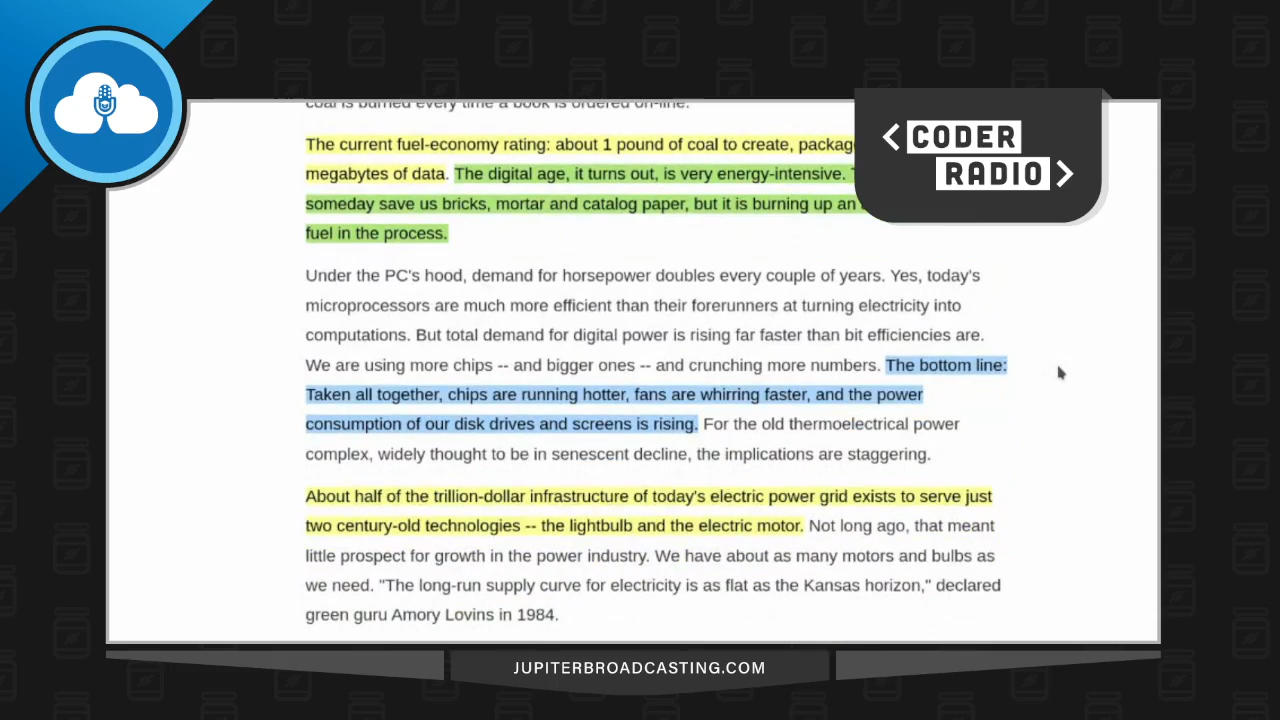 coal is burned every time a book is ordered on-line.
The current fuel-economy rating: about 1 pound of coal to create, package
megabytes of data. The digital age, it turns out, is very energy-intensive.
someday save us bricks, mortar and catalog paper, but it is burning up an
fuel in the process.
Under the PC's hood, demand for horsepower doubles every couple of years. Yes, today's
microprocessors are much more efficient than their forerunners at turning electricity into
computations. But total demand for digital power is rising far faster than bit efficiencies are.
We are using more chips -- and bigger ones -- and crunching more numbers. The bottom line:
Taken all together, chips are running hotter, fans are whirring faster, and the power
consumption of our disk drives and screens is rising. For the old thermoelectrical power
complex, widely thought to be in senescent decline, the implications are staggering.
About half of the trillion-dollar infrastructure of today's electric power grid exists to serve just
two century-old technologies -- the lightbulb and the electric motor. Not long ago, that meant
little prospect for growth in the power industry. We have about as many motors and bulbs as
we need. "The long-run supply curve for electricity is as flat as the Kansas horizon," declared
green guru Amory Lovins in 1984.
<CODER
RADIO>
JUPITERBROADCASTING.COM